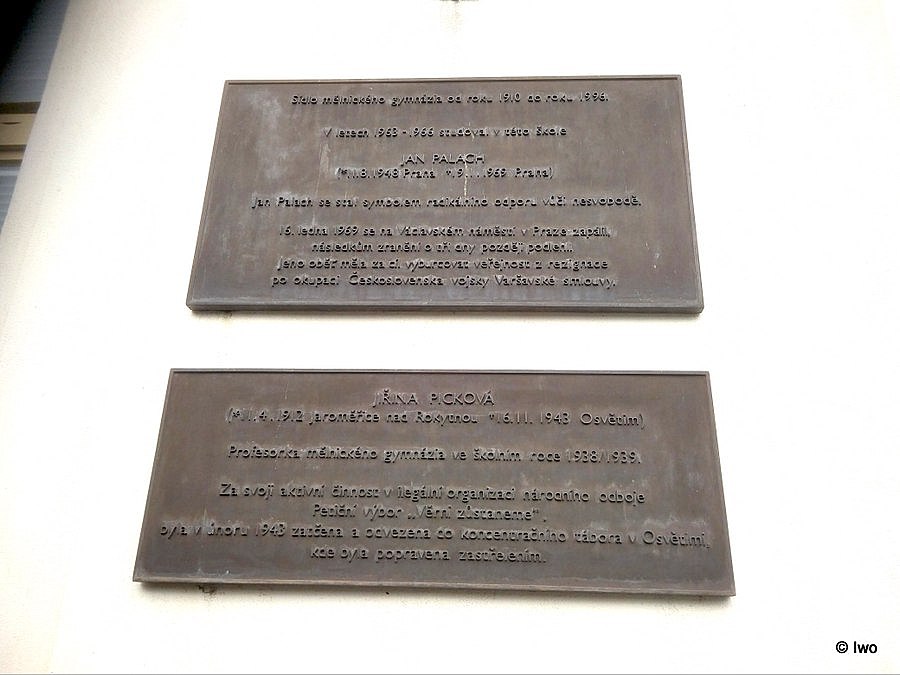 Sídlo mělnického gymnázia od roku 1910 do roku 1996.
V letech 1963 - 1966 studoval v této škole
JAN PALACH
(*11.8.1948 Praha †19.1.1969 Praha)
Jan Palach se stal symbolem radikálního odporu vůči nesvobodě.
16. ledna 1969 se na Václavském náměstí v Praze zapálil,
následkům zranění o tři dny později podlehl.
Jeho oběť měla za cíl vyburcovat veřejnost z rezignace
po okupaci Československa vojsky Varšavské smlouvy.
JIŘINA PICKOVÁ
(*11.4.1912 Jaroměřice nad Rokytnou †16.11.1943 Osvětim)
Profesorka mělnického gymnázia ve školním roce 1938/1939.
Za svoji aktivní činnost v ilegální organizaci národního odboje
Petiční výbor „Věrni zůstaneme“,
byla v únoru 1943 zatčena a odvezena do koncentračního tábora v Osvětimi,
kde byla popravena zastřelením.
© Iwo